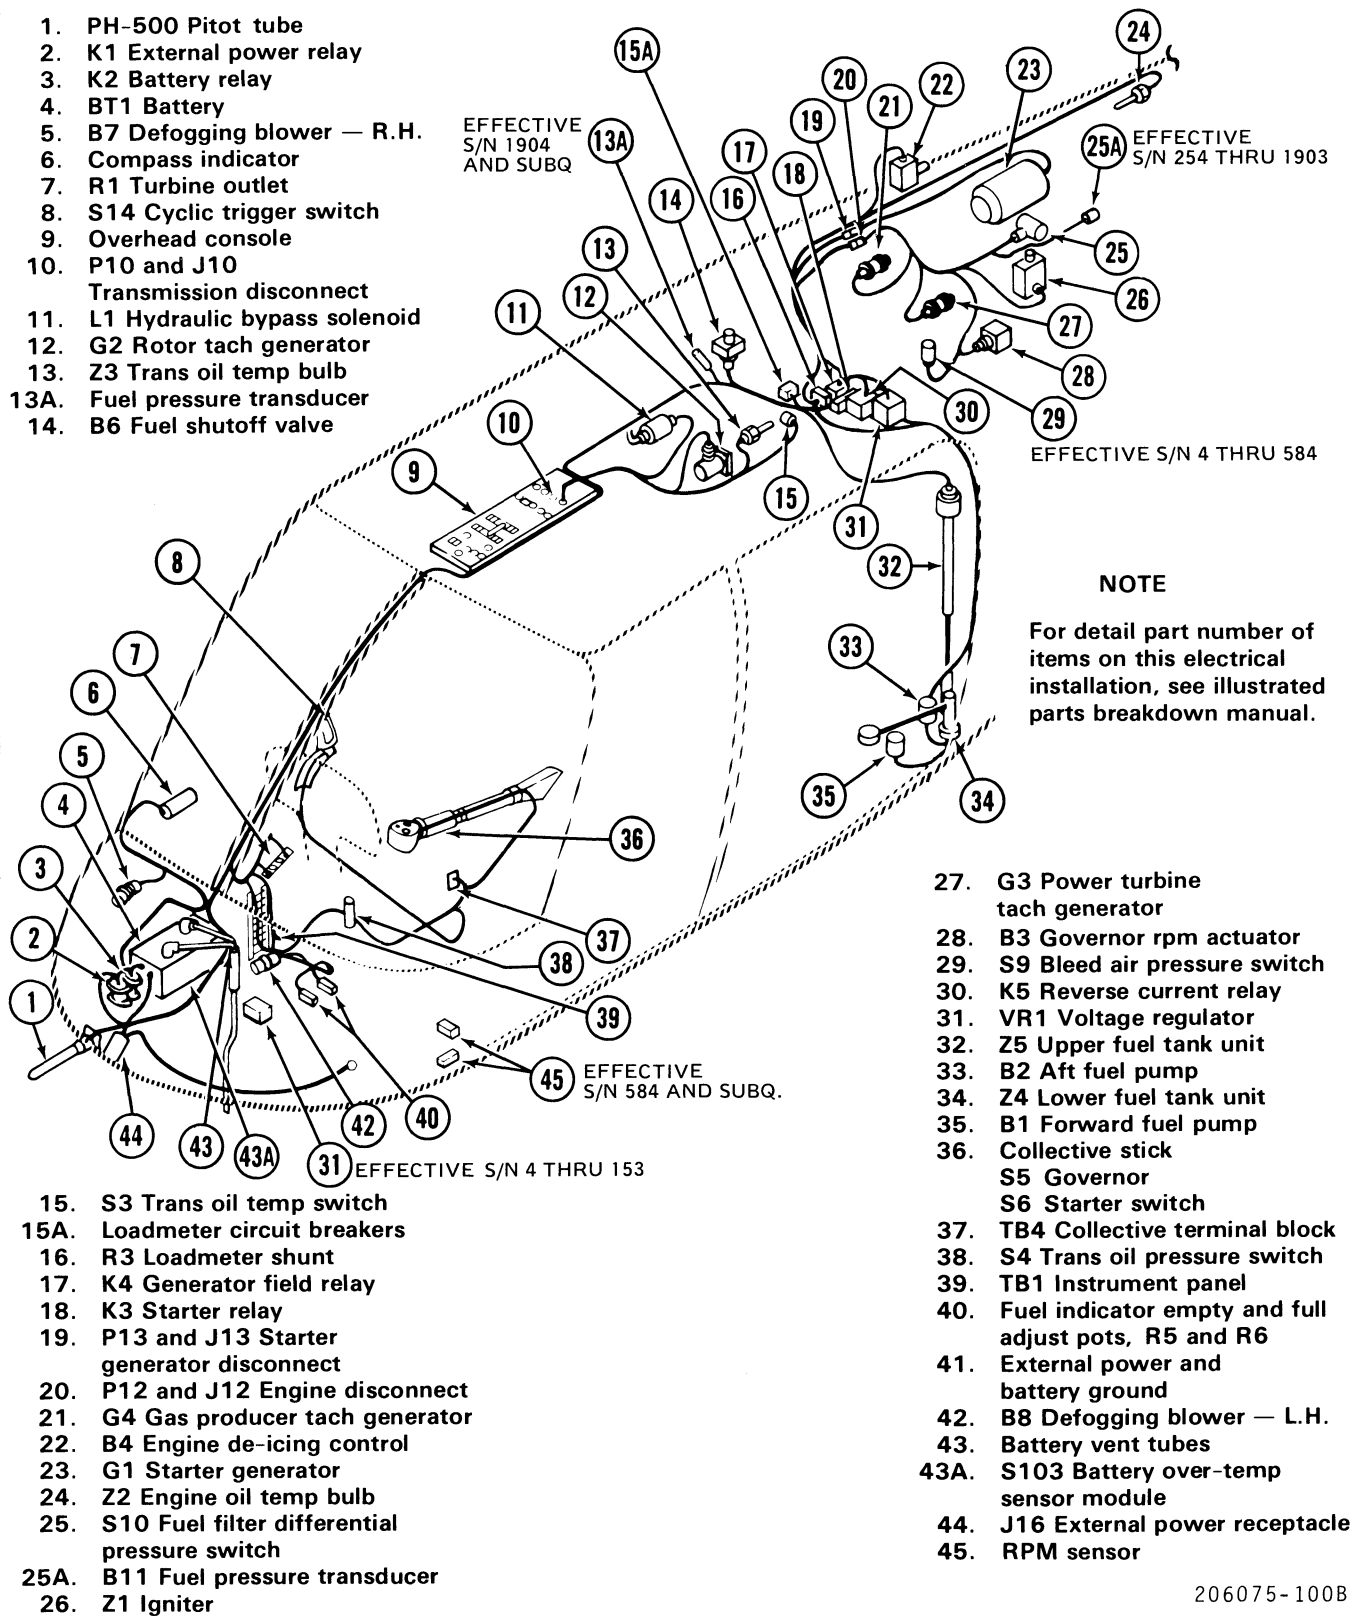 1. PH-500 Pitot tube
2. K1 External power relay
3. K2 Battery relay
4. BT1 Battery
5. B7 Defogging blower — R.H.
6. Compass indicator
7. R1 Turbine outlet
8. S14 Cyclic trigger switch
9. Overhead console
10. P10 and J10
Transmission disconnect
11. L1 Hydraulic bypass solenoid
12. G2 Rotor tach generator
13. Z3 Trans oil temp bulb
13A. Fuel pressure transducer
14. B6 Fuel shutoff valve
EFFECTIVE
S/N 1904
AND SUBQ
13A
15A
14
13
12
11
10
9
8
7
6
5
4
3
2
1
16
17
18
19
20
21
22
23
24
25A
EFFECTIVE
S/N 254 THRU 1903
25
26
27
28
29
30
EFFECTIVE S/N 4 THRU 584
31
15
32
33
34
35
36
37
38
39
40
42
43
43A
44
31
EFFECTIVE S/N 4 THRU 153
45
EFFECTIVE
S/N 584 AND SUBQ.
NOTE
For detail part number of
items on this electrical
installation, see illustrated
parts breakdown manual.
15. S3 Trans oil temp switch
15A. Loadmeter circuit breakers
16. R3 Loadmeter shunt
17. K4 Generator field relay
18. K3 Starter relay
19. P13 and J13 Starter
generator disconnect
20. P12 and J12 Engine disconnect
21. G4 Gas producer tach generator
22. B4 Engine de-icing control
23. G1 Starter generator
24. Z2 Engine oil temp bulb
25. S10 Fuel filter differential
pressure switch
25A. B11 Fuel pressure transducer
26. Z1 Igniter
27. G3 Power turbine
tach generator
28. B3 Governor rpm actuator
29. S9 Bleed air pressure switch
30. K5 Reverse current relay
31. VR1 Voltage regulator
32. Z5 Upper fuel tank unit
33. B2 Aft fuel pump
34. Z4 Lower fuel tank unit
35. B1 Forward fuel pump
36. Collective stick
S5 Governor
S6 Starter switch
37. TB4 Collective terminal block
38. S4 Trans oil pressure switch
39. TB1 Instrument panel
40. Fuel indicator empty and full
adjust pots, R5 and R6
41. External power and
battery ground
42. B8 Defogging blower — L.H.
43. Battery vent tubes
43A. S103 Battery over-temp
sensor module
44. J16 External power receptacle
45. RPM sensor
206075-100B